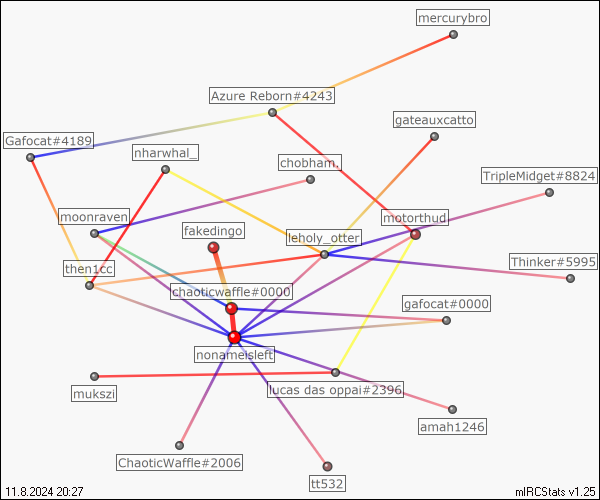 mercurybro
Azure Reborn#4243
gateauxcatto
Gafocat#4189
nharwhal_
chobham.
TripleMidget#8824
moonraven
motorthud
fakedingo
leholy_otter
then1cc
Thinker#5995
chaoticwaffle#0000
gafocat#0000
nonameisleft
mukszi
lucas das oppai#2396
amah1246
ChaoticWaffle#2006
tt532
11.8.2024 20:27
mIRCStats v1.25